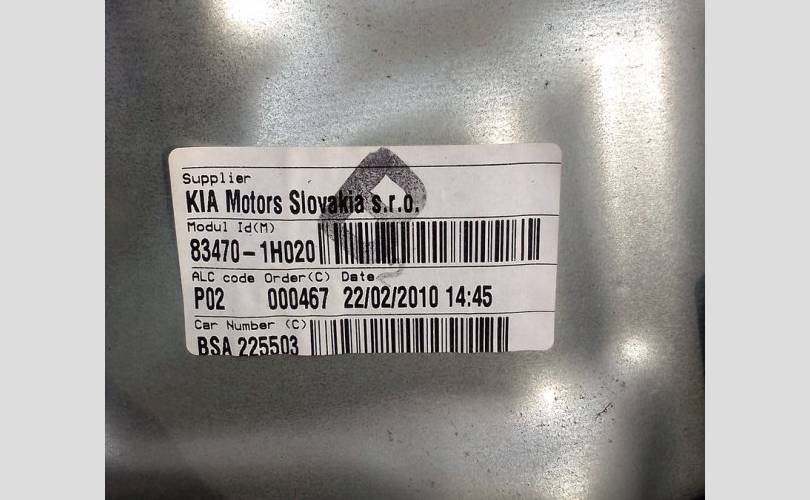 Supplier
KIA Motors Slovakia s.r.o.
Modul Id(M)
83470-1H020
ALC code Order(C) Date
P02 000467 22/02/2010 14:45
Car Number (C)
BSA 225503